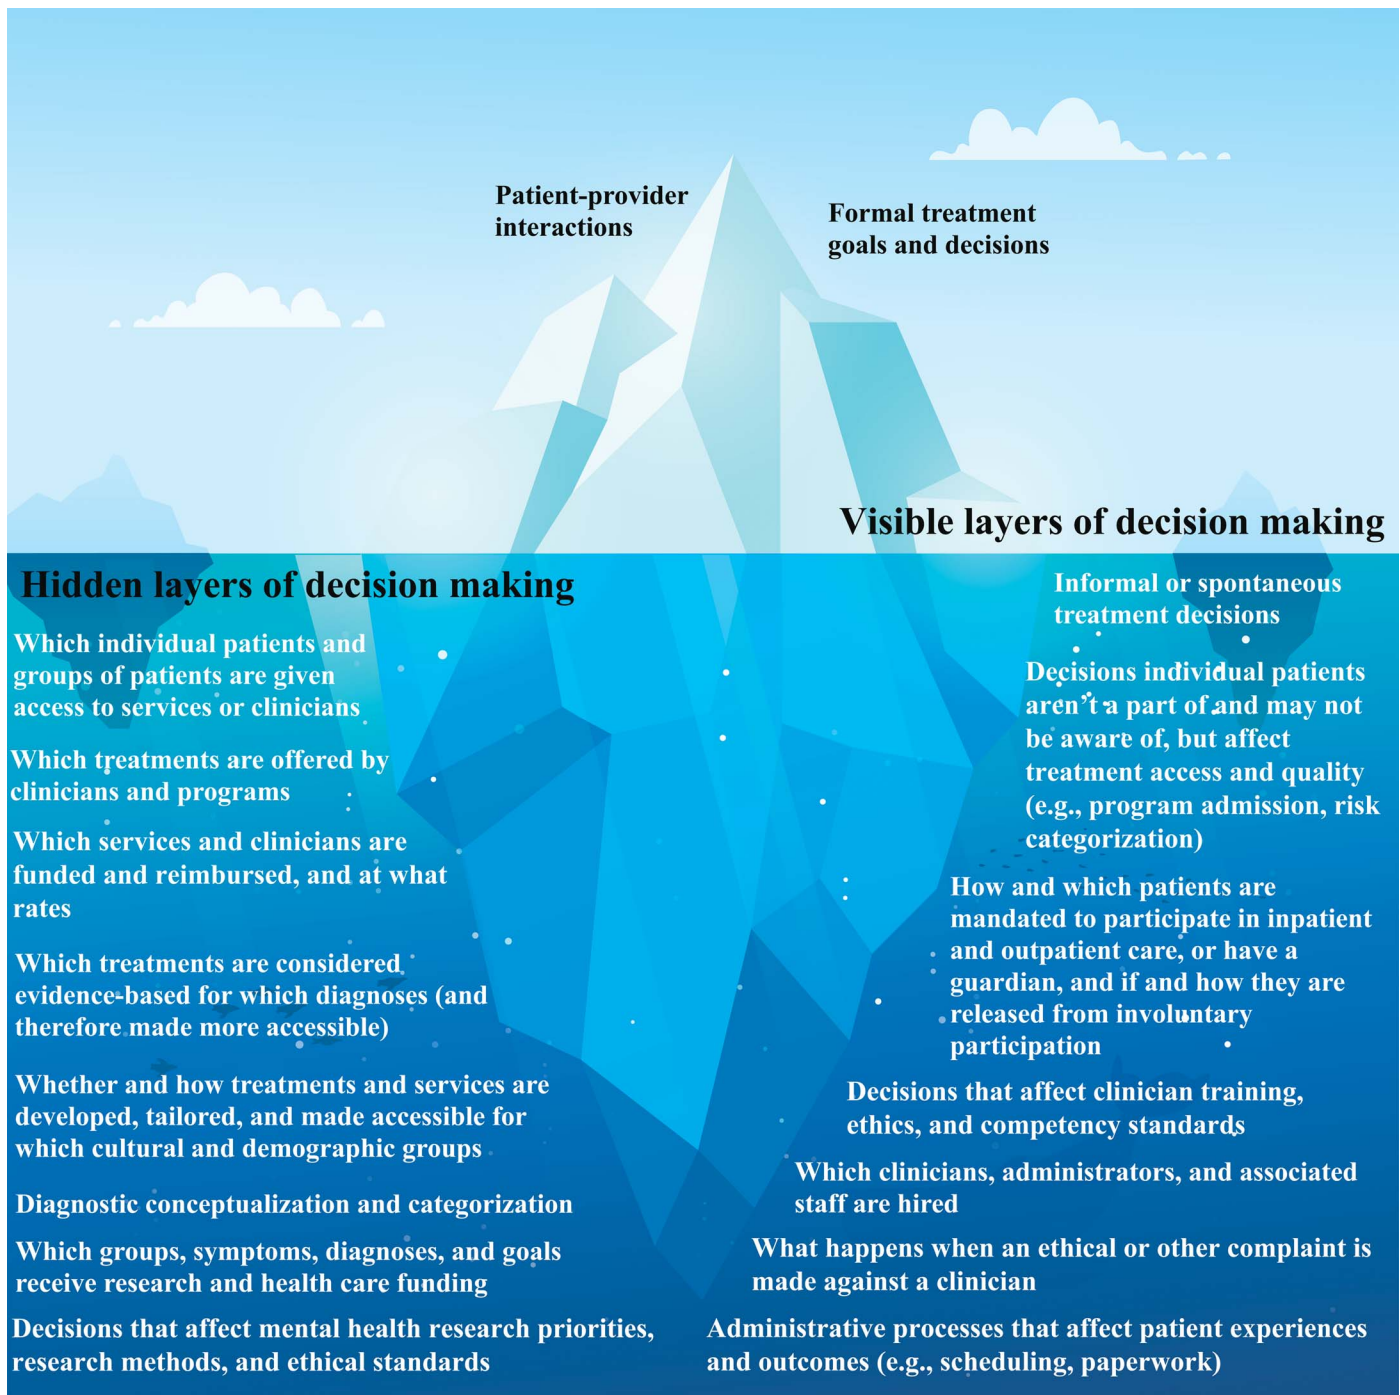 Patient-provider
interactions
Formal treatment
goals and decisions
Visible layers of decision making
Hidden layers of decision making
Which individual patients and
groups of patients are given
access to services or clinicians
Which treatments are offered by
clinicians and programs
Which services and clinicians are
funded and reimbursed, and at what
rates
Which treatments are considered
evidence-based for which diagnoses (and
therefore made more accessible)
Whether and how treatments and services are
developed, tailored, and made accessible for
which cultural and demographic groups
Diagnostic conceptualization and categorization
Which groups, symptoms, diagnoses, and goals
receive research and health care funding
Decisions that affect mental health research priorities,
research methods, and ethical standards
Informal or spontaneous
treatment decisions
Decisions individual patients
aren't a part of and may not
be aware of, but affect
treatment access and quality
(e.g., program admission, risk
categorization)
How and which patients are
mandated to participate in inpatient
and outpatient care, or have a
guardian, and if and how they are
released from involuntary
participation
Decisions that affect clinician training,
ethics, and competency standards
Which clinicians, administrators, and associated
staff are hired
What happens when an ethical or other complaint is
made against a clinician
Administrative processes that affect patient experiences
and outcomes (e.g., scheduling, paperwork)